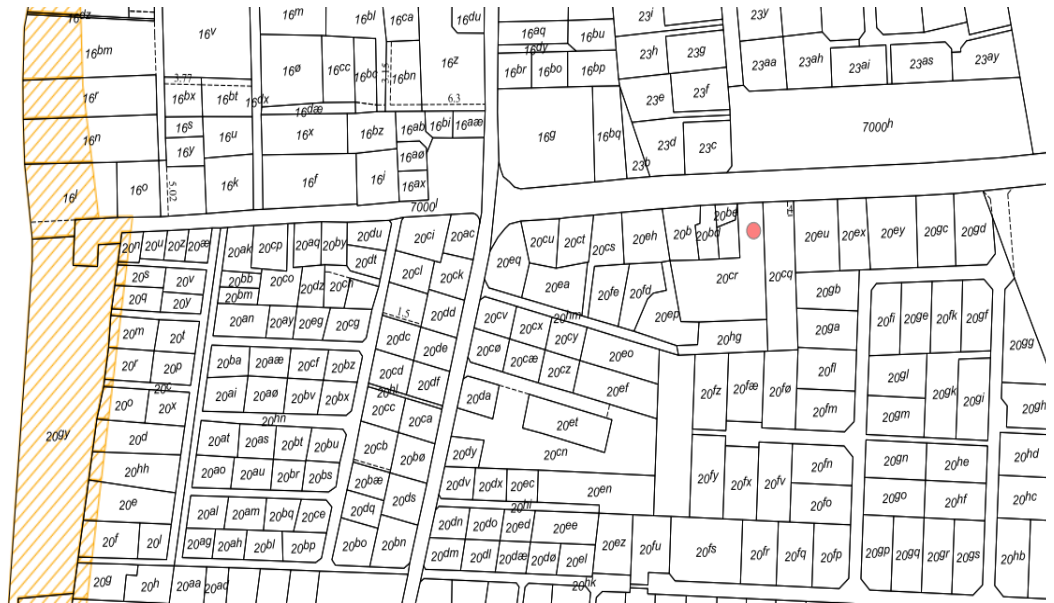 16dz 16v 16m 16bl 16ca 16du 23i 23y
16bm 16aq 16bu 23h 23g
16ø 16cc 16bq 16bn 3.15 16z 16dy 16br 16bo 16bp 23aa 23ah 23ai 23as 23ay
3.77
16r 16bx 16bt 16dx 6.3 23e 23f
16dæ
16s 16u 16x 16bz 16ab 16bi 16aæ 16g 16bq 23d 23c 7000h
16n 16y 16aø 23b
16l 16o 5.02 16k 16f 16i 16ax
7000l
20n 20u 20z 20æ 20ak 20cp 20aq 20by 20du 20ci 20ac 20cu 20ct 20cs 20eh 20b 20bd 20be 20eu 20ex 20ey 20gc 20gd
20s 20v 20bb 20co 20dz 20ch 20dt 20cl 20ck 20eq 20ea 20fe 20fd 20cr 20cq 20gb
20q 20y 20bm
20an 20ay 20eg 20cg 1.5 20dd 20cv 20cx 20hm 20ep 20ga 20fi 20ge 20fk 20gf
20m 20t 20dc 20de 20cø 20cæ 20cy 20eo 20hg 20gg
20r 20p 20ba 20aæ 20cf 20bz 20cd 20df 20cz 20ef 20fz 20fæ 20fø 20fl 20gl 20gk 20gi
20c 20ai 20aø 20bv 20bx 20hl 20da
20o 20x 20hn 20cc 20ca 20et 20fm 20gm 20gh
20gy 20d 20at 20as 20bt 20bu 20cb 20bø 20dy 20cn 20gn 20he 20hd
20hh 20ao 20au 20br 20bs 20bæ 20dv 20dx 20ec 20en 20fy 20fx 20fv 20fn
20e 20al 20am 20bq 20ce 20dq 20ds 20hl 20fo 20go 20hf 20hc
20f 20l 20ag 20ah 20bl 20bp 20bo 20bn 20dn 20do 20ed 20ee 20ez 20fu 20fs 20fr 20fq 20fp 20gp 20gq 20gr 20gs 20hb
20dm 20dl 20dæ 20dø 20el
20g 20h 20aa 20ad 20hk